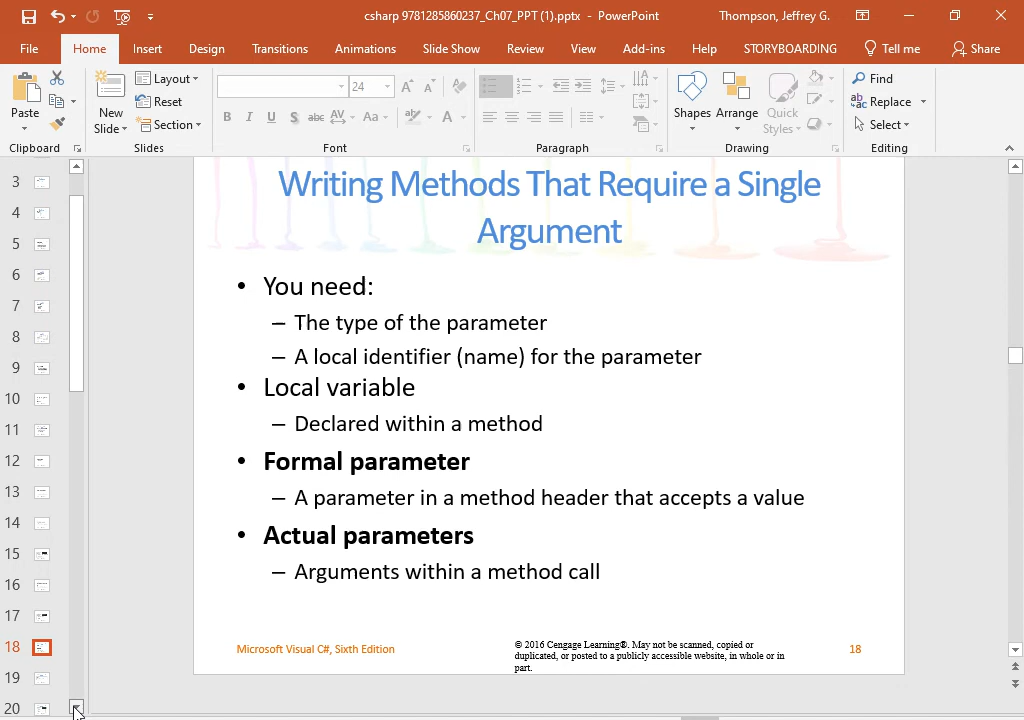 csharp 9781285860237_Ch07_PPT (1).pptx - PowerPoint
Thompson, Jeffrey G.
File Home Insert Design Transitions Animations Slide Show Review View Add-ins Help STORYBOARDING Tell me Share
Paste
Clipboard
New Slide
Layout
Reset
Section
Slides
24
B I U S abc AV Aa A
Font
Paragraph
Shapes
Arrange
Quick Styles
Drawing
Find
Replace
Select
Editing
3
4
5
6
7
8
9
10
11
12
13
14
15
16
17
18
19
20
Writing Methods That Require a Single
Argument
• You need:
– The type of the parameter
– A local identifier (name) for the parameter
• Local variable
– Declared within a method
• Formal parameter
– A parameter in a method header that accepts a value
• Actual parameters
– Arguments within a method call
Microsoft Visual C#, Sixth Edition
© 2016 Cengage Learning®. May not be scanned, copied or
duplicated, or posted to a publicly accessible website, in whole or in
part.
18